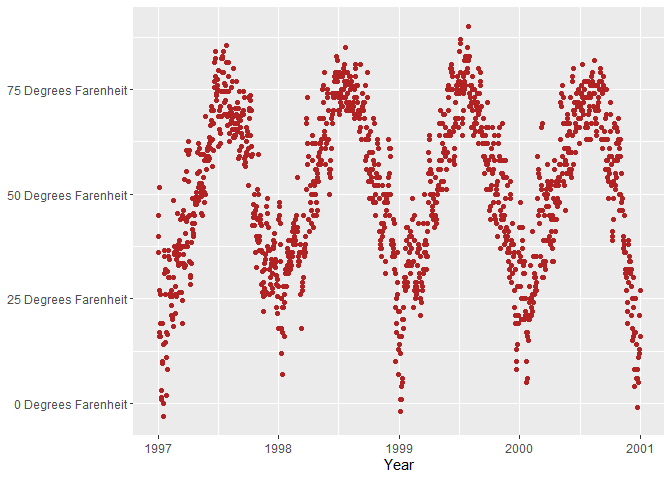 75 Degrees Farenheit
50 Degrees Farenheit
25 Degrees Farenheit
0 Degrees Farenheit
1997 1998 1999 2000 2001
Year